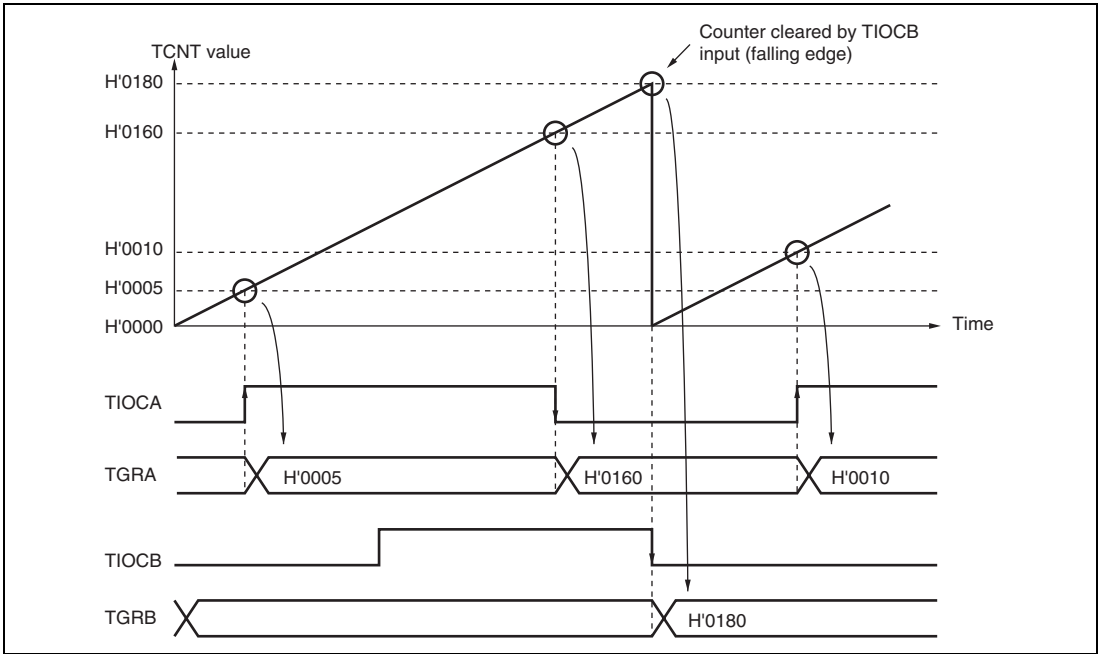 Counter cleared by TIOCB
input (falling edge)
TCNT value
H'0180
H'0160
H'0010
H'0005
H'0000
Time
TIOCA
TGRA
H'0005
H'0160
H'0010
TIOCB
TGRB
H'0180